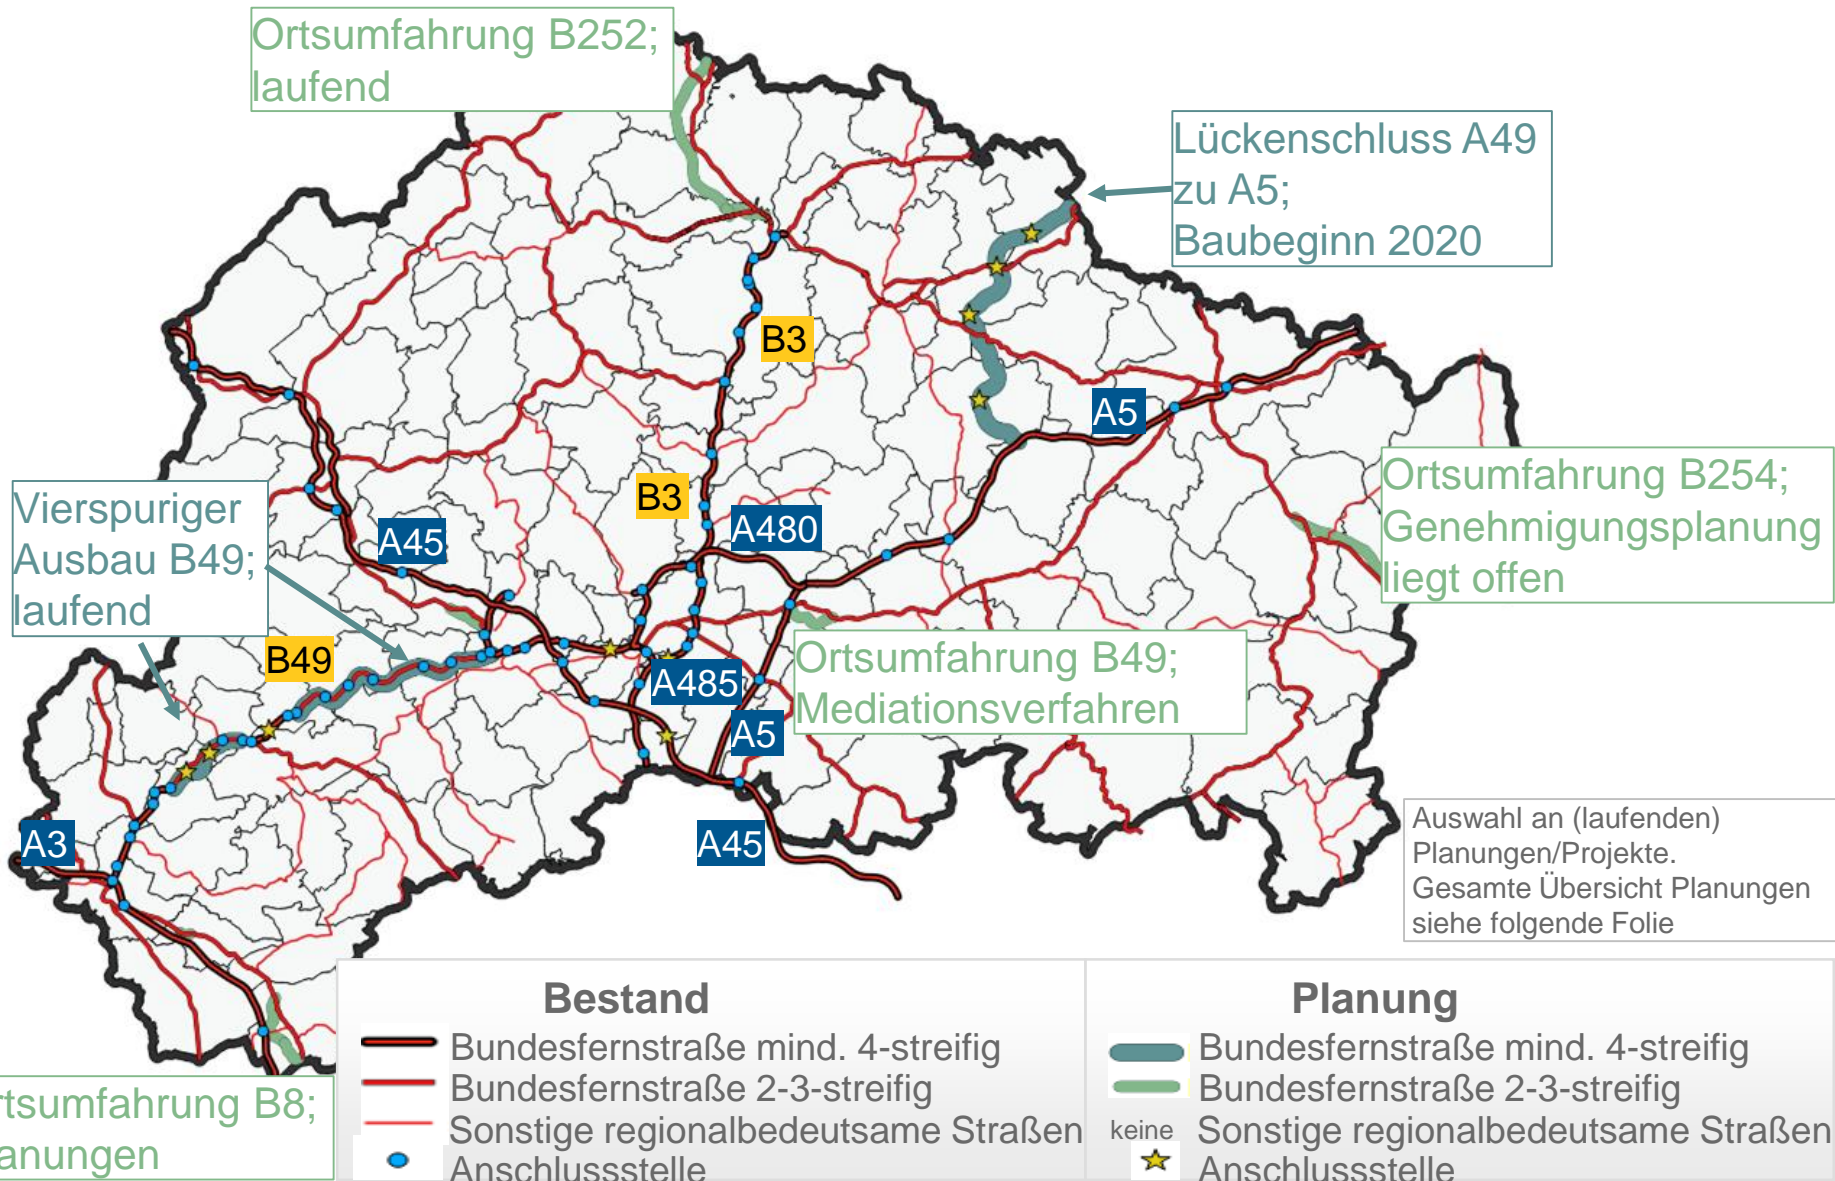 Ortsumfahrung B252;
laufend
Lückenschluss A49
zu A5;
Baubeginn 2020
B3
A5
Ortsumfahrung B254;
Genehmigungsplanung
liegt offen
Vierspuriger
Ausbau B49;
laufend
B3
A480
A45
B49
Ortsumfahrung B49;
Mediationsverfahren
A485
A5
A3
A45
Auswahl an (laufenden)
Planungen/Projekte.
Gesamte Übersicht Planungen
siehe folgende Folie
rtsumfahrung B8;
anungen
Bestand
Bundesfernstraße mind. 4-streifig
Bundesfernstraße 2-3-streifig
Sonstige regionalbedeutsame Straßen
Anschlussstelle
Planung
Bundesfernstraße mind. 4-streifig
Bundesfernstraße 2-3-streifig
keine Sonstige regionalbedeutsame Straßen
Anschlussstelle